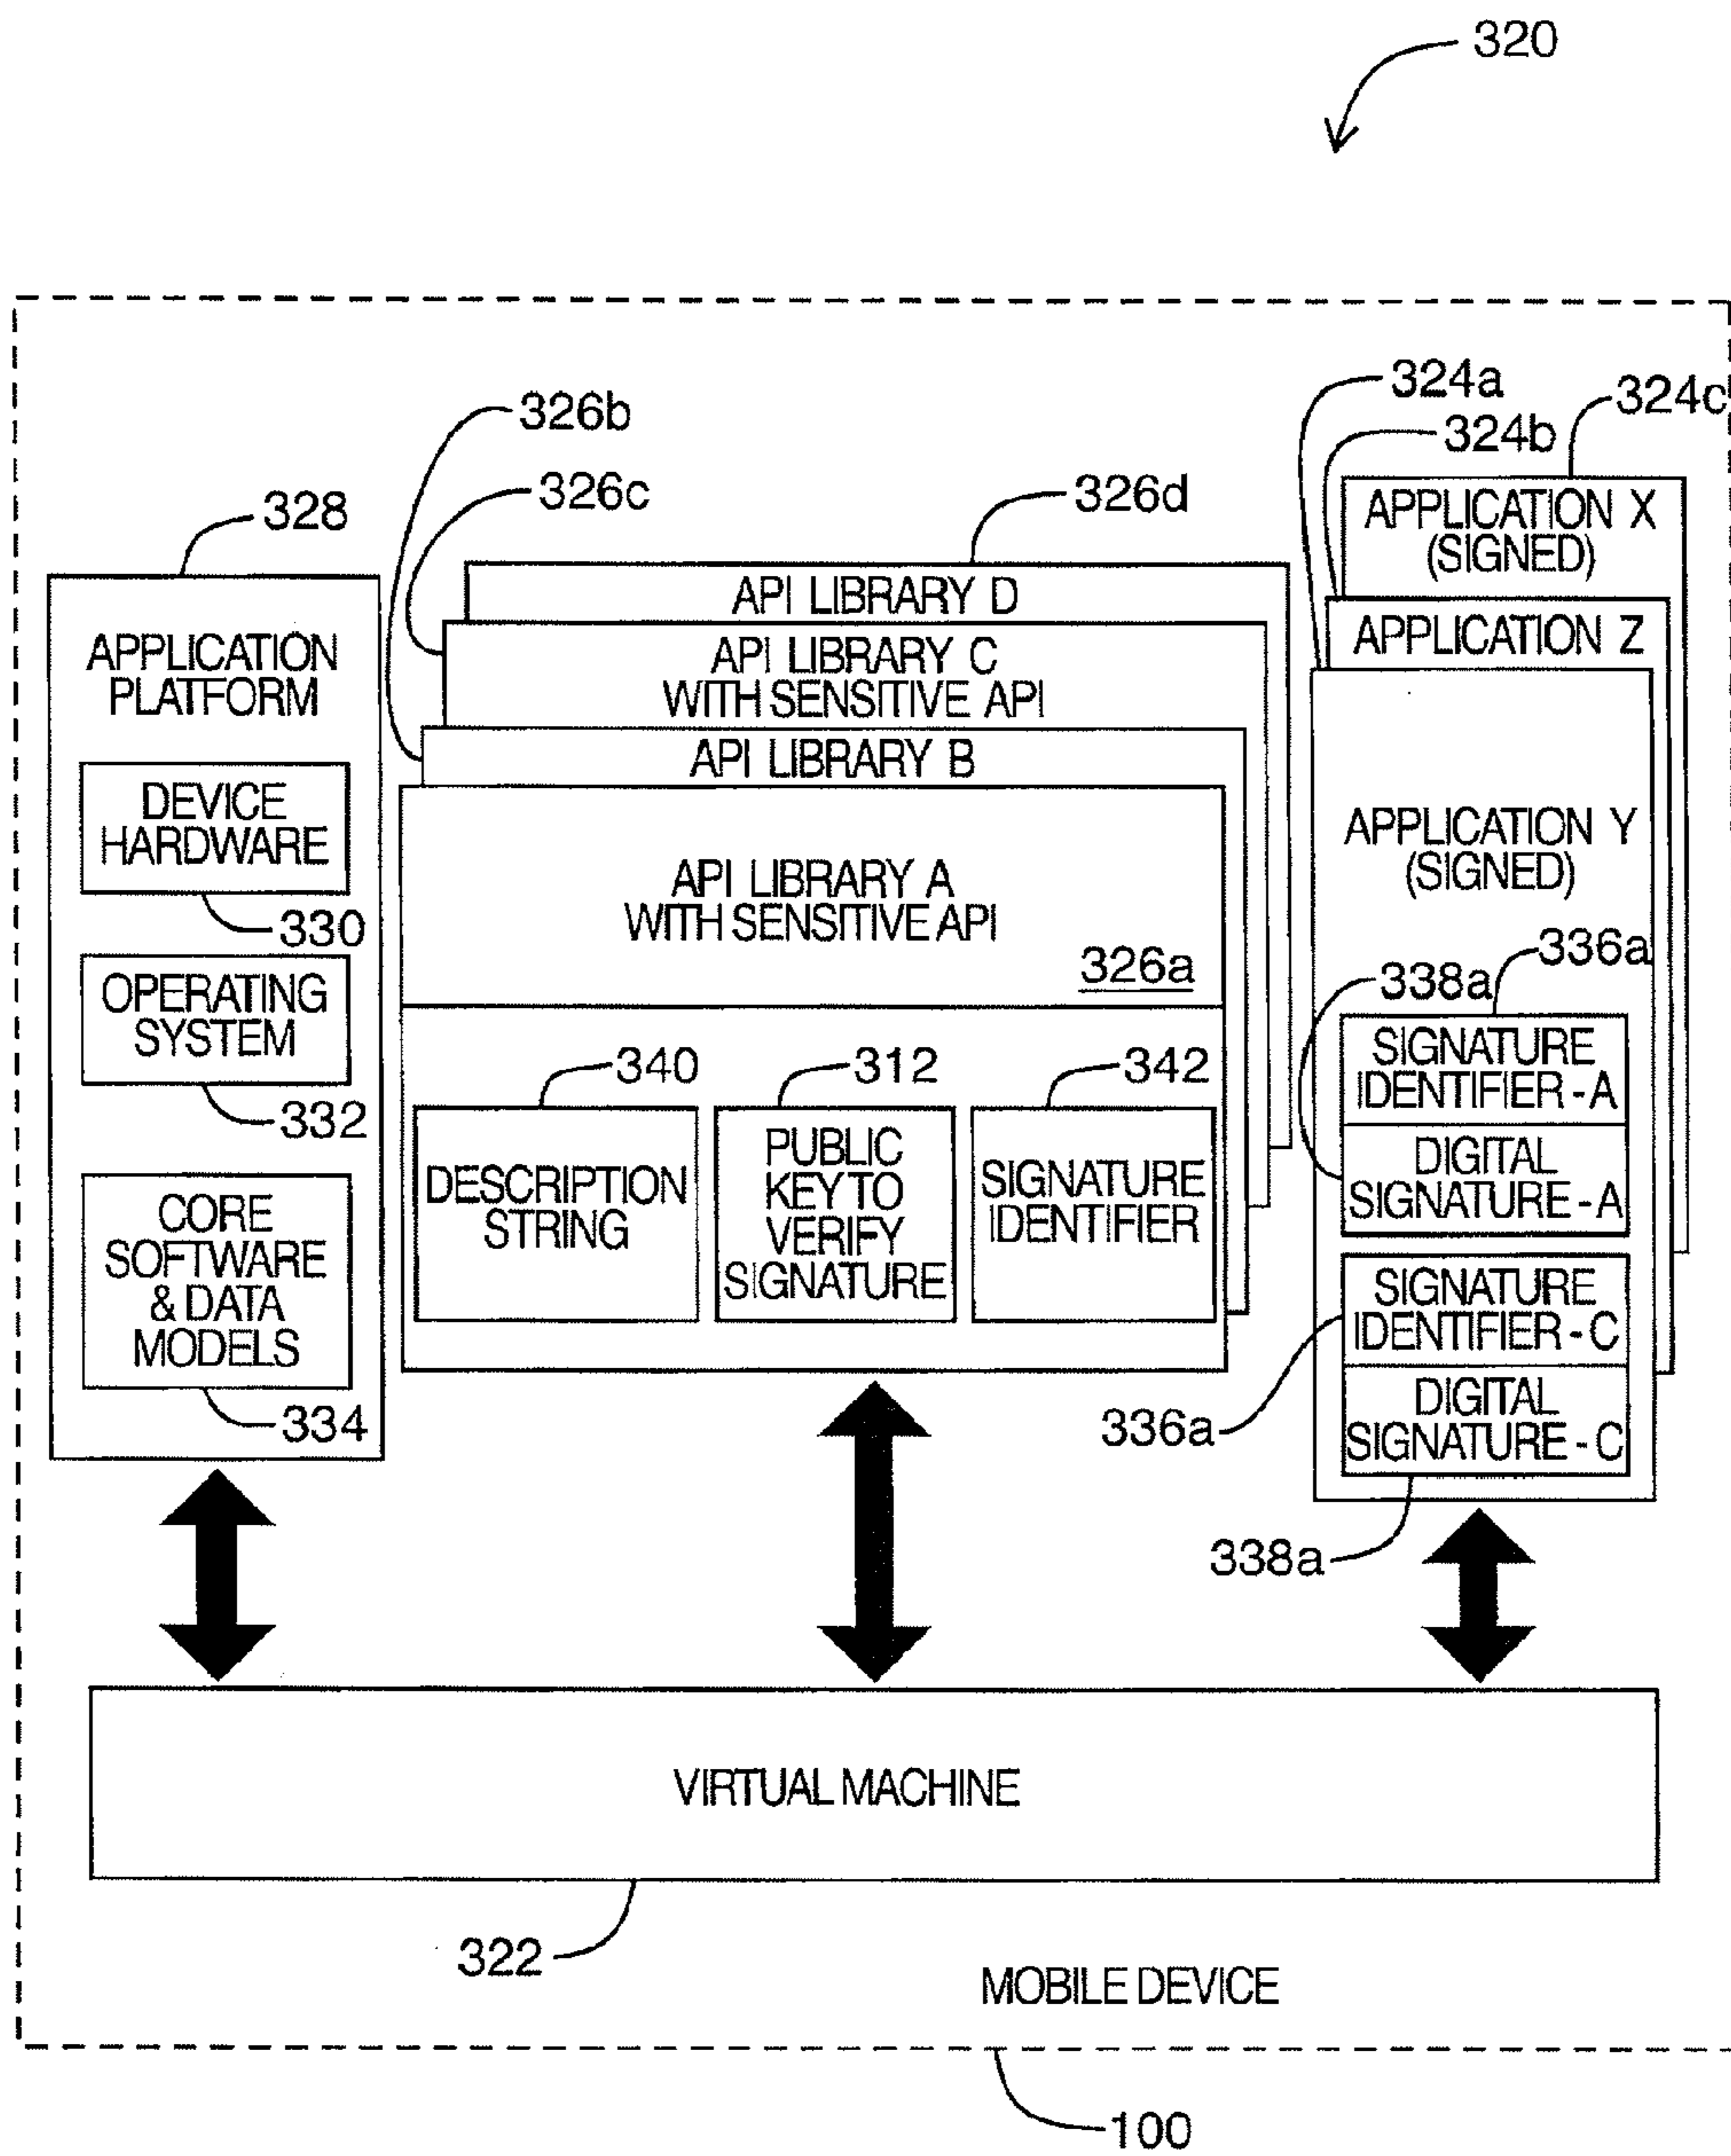 320
324a
324c
326b
324b
326c
326d
328
APPLICATION X
(SIGNED)
API LIBRARY D
APPLICATION
PLATFORM
API LIBRARY C
WITH SENSITIVE API
APPLICATION Z
API LIBRARY B
DEVICE
HARDWARE
330
API LIBRARY A
WITH SENSITIVE API
326a
APPLICATION Y
(SIGNED)
336a
338a
OPERATING
SYSTEM
332
340
312
342
SIGNATURE
IDENTIFIER - A
DIGITAL
SIGNATURE - A
DESCRIPTION
STRING
PUBLIC
KEY TO
VERIFY
SIGNATURE
SIGNATURE
IDENTIFIER
CORE
SOFTWARE
& DATA
MODELS
334
SIGNATURE
IDENTIFIER - C
DIGITAL
SIGNATURE - C
336a
338a
VIRTUAL MACHINE
322
MOBILE DEVICE
100